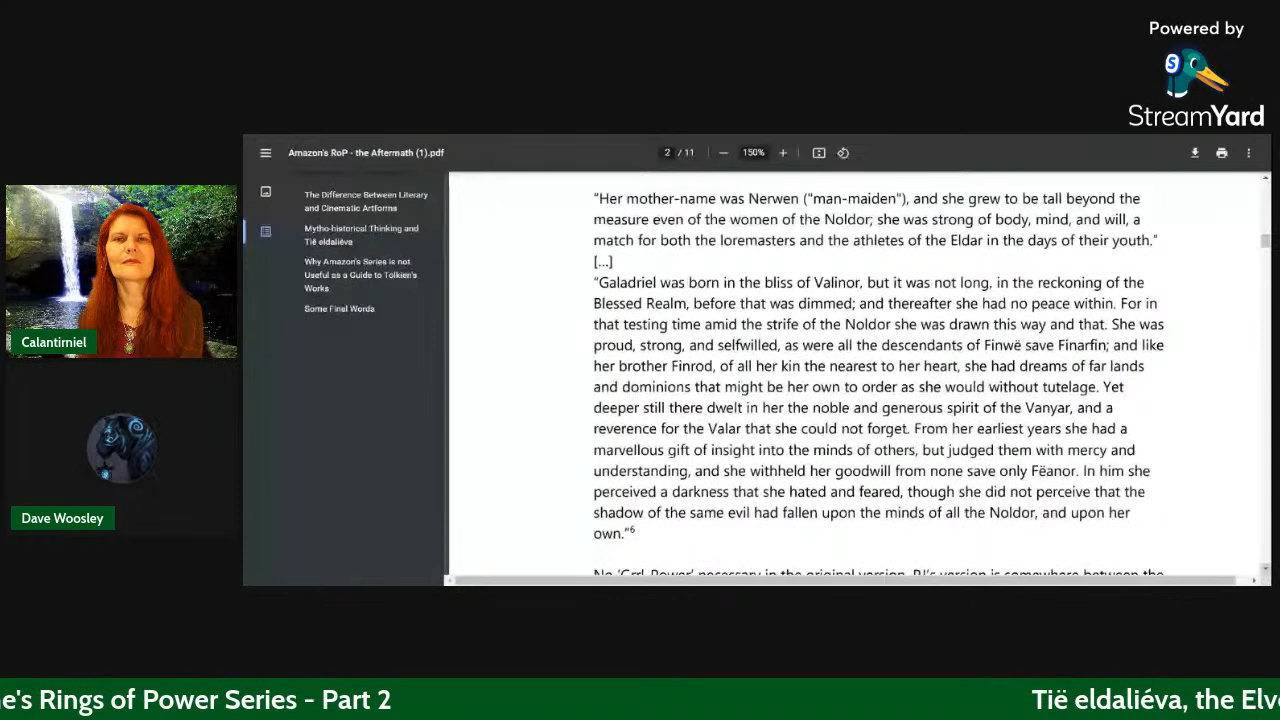 Powered by
S
StreamYard
Amazon's RoP - the Aftermath (1).pdf
2 / 11
150%
The Difference Between Literary
and Cinematic Artforms
Mytho-historical Thinking and
Tië eldaliéva
Why Amazon's Series is not
Useful as a Guide to Tolkien's
Works
Some Final Words
"Her mother-name was Nerwen ("man-maiden"), and she grew to be tall beyond the
measure even of the women of the Noldor; she was strong of body, mind, and will, a
match for both the loremasters and the athletes of the Eldar in the days of their youth."
[...]
"Galadriel was born in the bliss of Valinor, but it was not long, in the reckoning of the
Blessed Realm, before that was dimmed; and thereafter she had no peace within. For in
that testing time amid the strife of the Noldor she was drawn this way and that. She was
proud, strong, and selfwilled, as were all the descendants of Finwë save Finarfin; and like
her brother Finrod, of all her kin the nearest to her heart, she had dreams of far lands
and dominions that might be her own to order as she would without tutelage. Yet
deeper still there dwelt in her the noble and generous spirit of the Vanyar, and a
reverence for the Valar that she could not forget. From her earliest years she had a
marvellous gift of insight into the minds of others, but judged them with mercy and
understanding, and she withheld her goodwill from none save only Fëanor. In him she
perceived a darkness that she hated and feared, though she did not perceive that the
shadow of the same evil had fallen upon the minds of all the Noldor, and upon her
own."6
No 'Grrl-Power' necessary in the original version. PJ's version is somewhere between the
Calantirniel
Dave Woosley
ne's Rings of Power Series - Part 2
Tië eldaliéva, the Elv